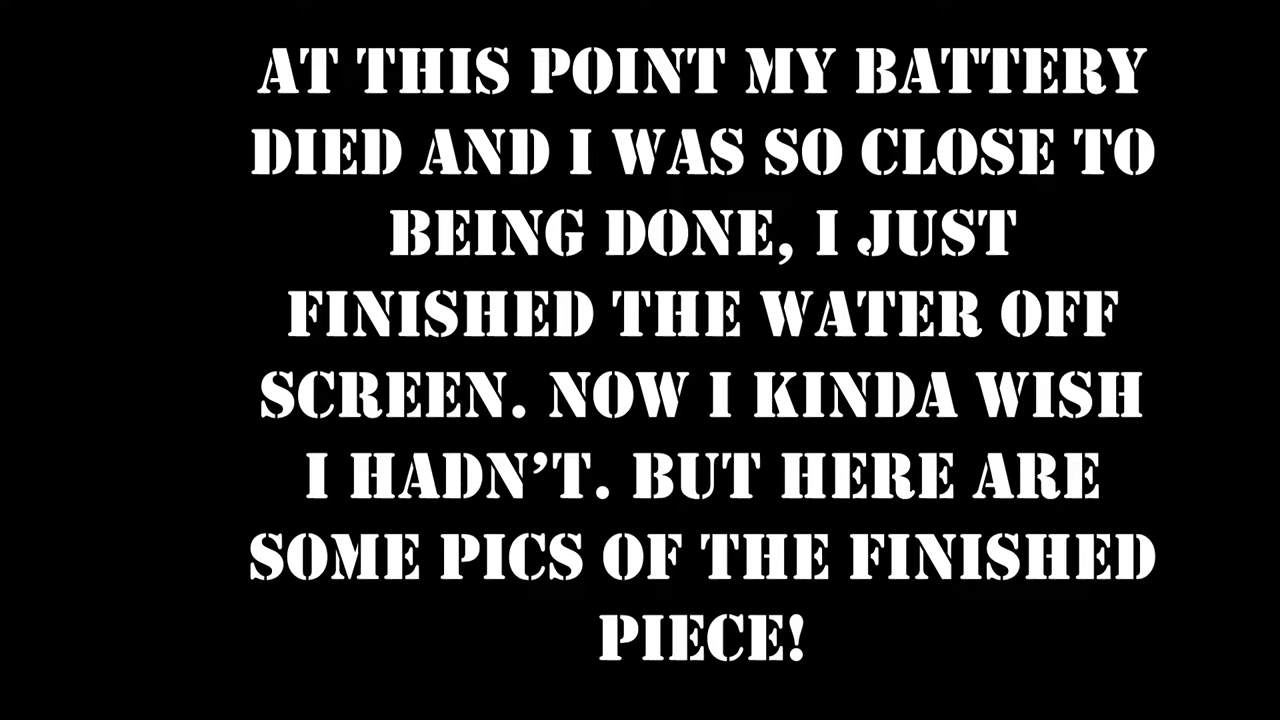 AT THIS POINT MY BATTERY
DIED AND I WAS SO CLOSE TO
BEING DONE, I JUST
FINISHED THE WATER OFF
SCREEN. NOW I KINDA WISH
I HADN’T. BUT HERE ARE
SOME PICS OF THE FINISHED
PIECE!